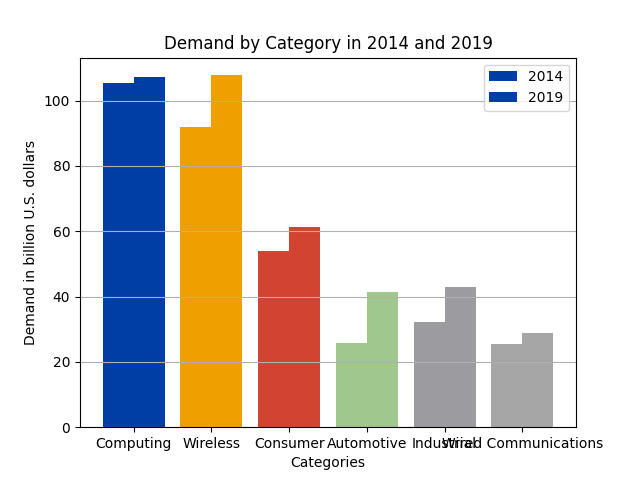 Demand by Category in 2014 and 2019
2014
2019
Demand in billion U.S. dollars
100
80
60
40
20
0
Computing
Wireless
Consumer
Automotive
Industrial
Wired Communications
Categories